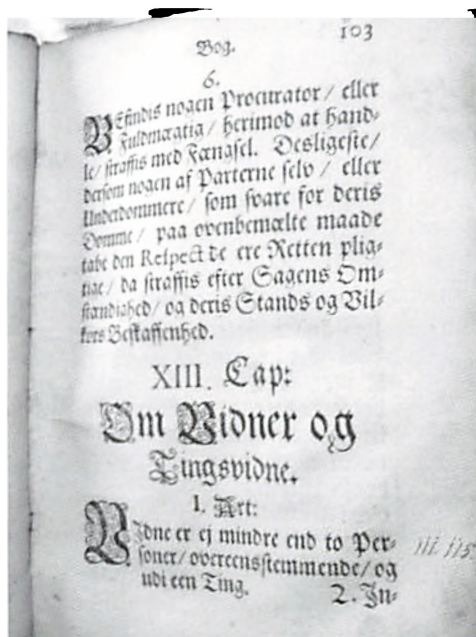 Bog.
103
6.
BEfindis nogen Procurator/ eller
Fuldmægtig/ herimod at hand-
le/ straffis med Fængsel. Desligeste/
dersom nogen af Parterne selv/ eller
Underdommere/ som svare for deris
Domme/ paa ovenbemælte maade
tabe den Respect de ere Retten plig-
tige/ da straffis efter Sagens Om-
stændighed/ og deris Stands og Vil-
kors Beskaffenhed.
XIII. Cap:
Om Vidner og
Tingsvidne.
1. Art:
VIdne er ej mindre end to Per-
soner/ overeensstemmende/ og
udi een Ting.
2. In-